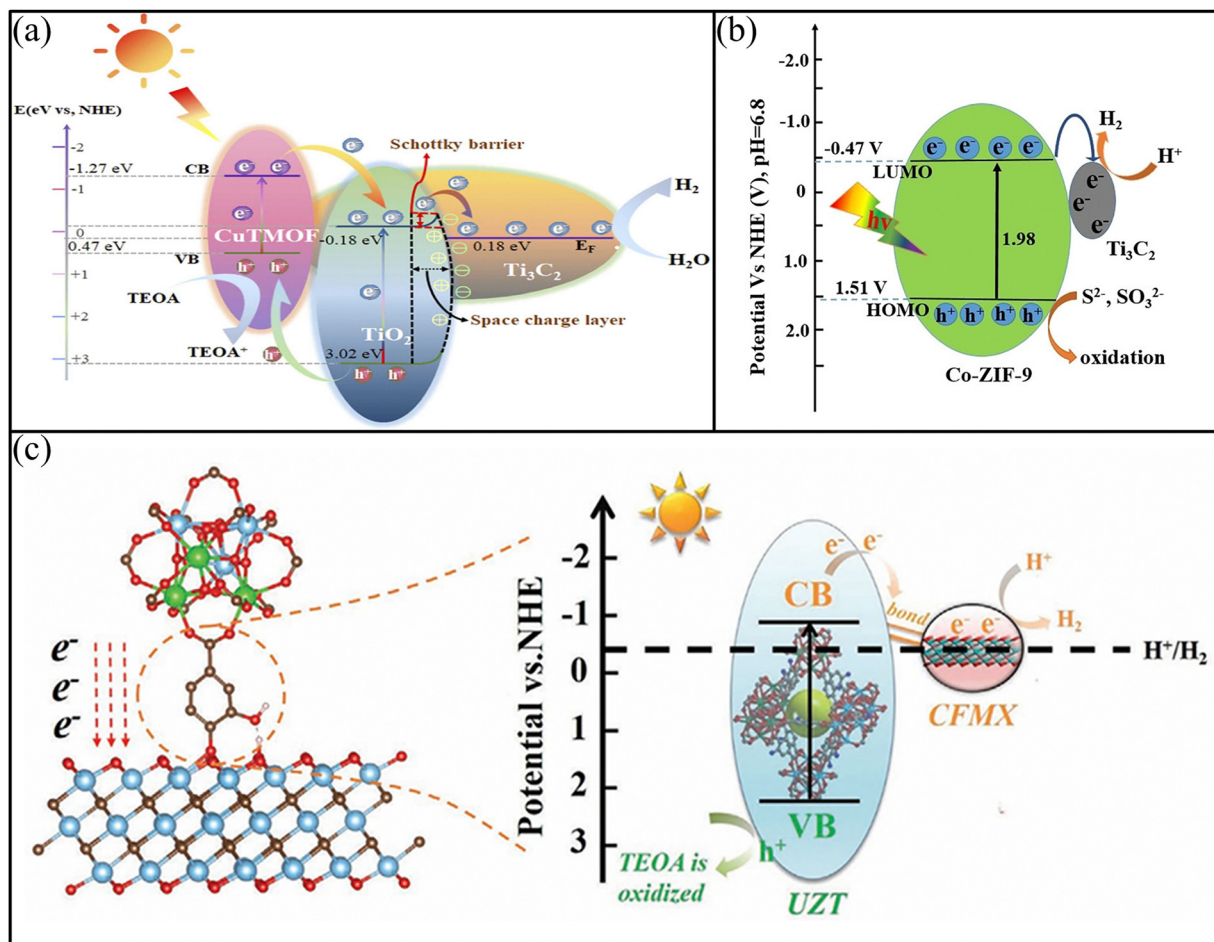 (a)
E(eV vs, NHE)
-2
-1.27 eV
-1
0
0.47 eV
+1
+2
+3
CB
e⁻ e⁻
e⁻
CuTMOF
VB
h⁺ h⁺
TEOA
TEOA⁺
h⁺
e⁻
Schottky barrier
e⁻
e⁻ e⁻ e⁻
-0.18 eV
e⁻ e⁻ e⁻ e⁻
0.18 eV
E_F
Ti₃C₂
H₂
H₂O
e⁻
Space charge layer
TiO₂
3.02 eV
h⁺ h⁺
(b)
Potential Vs NHE (V), pH=6.8
-2.0
-1.0
0
1.0
2.0
-0.47 V
e⁻ e⁻ e⁻ e⁻
LUMO
hν
1.98
1.51 V
HOMO
h⁺ h⁺ h⁺ h⁺
Co-ZIF-9
H₂
H⁺
e⁻
e⁻
e⁻
Ti₃C₂
S²⁻, SO₃²⁻
oxidation
(c)
e⁻
e⁻
e⁻
Potential vs.NHE
-2
-1
0
1
2
3
e⁻ e⁻
CB
bond
H⁺
e⁻ e⁻
H₂
H⁺/H₂
CFMX
VB
h⁺
TEOA is
oxidized
UZT